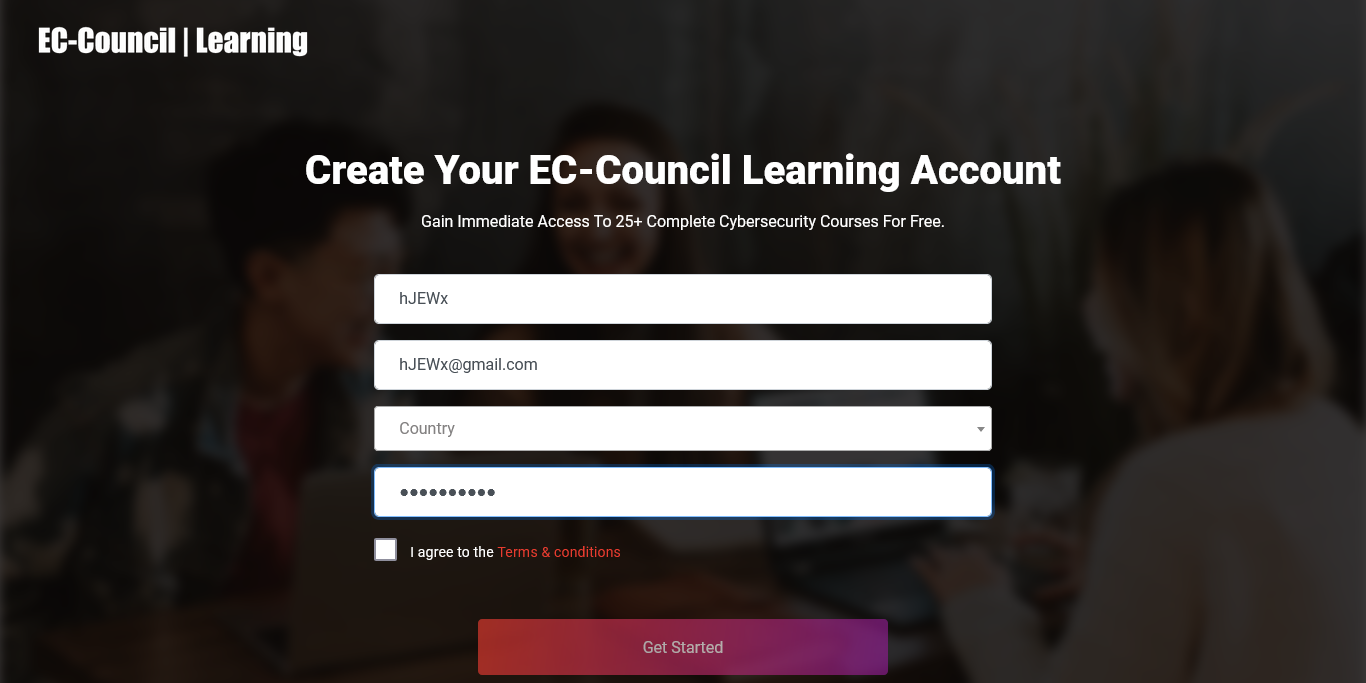 EC-Council | Learning
Create Your EC-Council Learning Account
Gain Immediate Access To 25+ Complete Cybersecurity Courses For Free.
hJEWx
hJEWx@gmail.com
Country
••••••••••
I agree to the Terms & conditions
Get Started